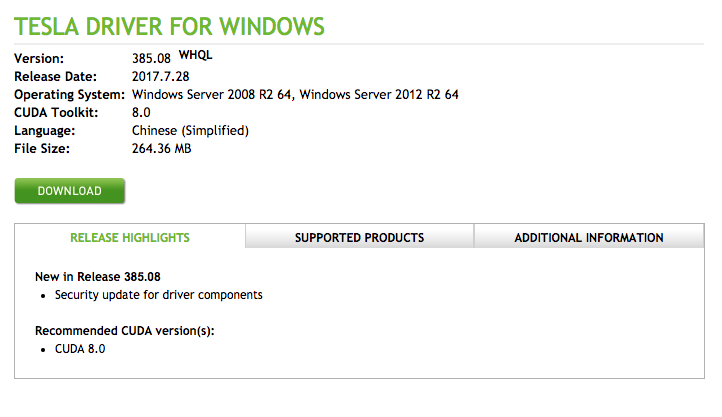 TESLA DRIVER FOR WINDOWS
Version: 385.08 WHQL
Release Date: 2017.7.28
Operating System: Windows Server 2008 R2 64, Windows Server 2012 R2 64
CUDA Toolkit: 8.0
Language: Chinese (Simplified)
File Size: 264.36 MB
DOWNLOAD
RELEASE HIGHLIGHTS SUPPORTED PRODUCTS ADDITIONAL INFORMATION
New in Release 385.08
• Security update for driver components
Recommended CUDA version(s):
• CUDA 8.0